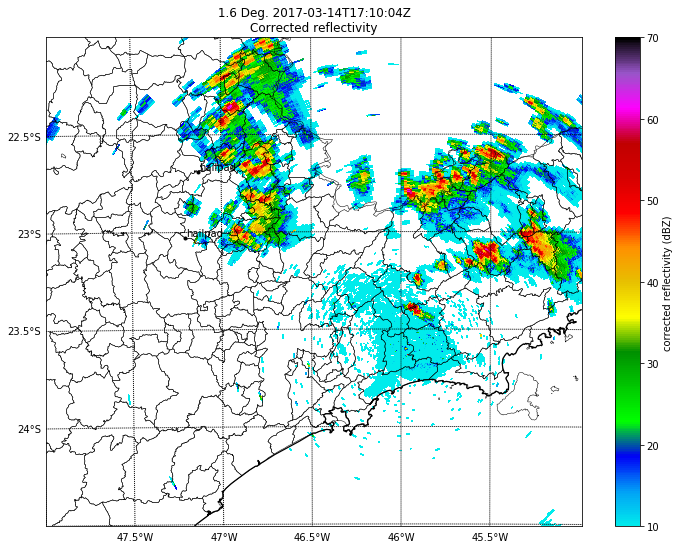 1.6 Deg. 2017-03-14T17:10:04Z
Corrected reflectivity
22.5°S
23°S
23.5°S
24°S
hailpad
hailpad
47.5°W
47°W
46.5°W
46°W
45.5°W
70
60
50
40
30
20
10
corrected reflectivity (dBZ)